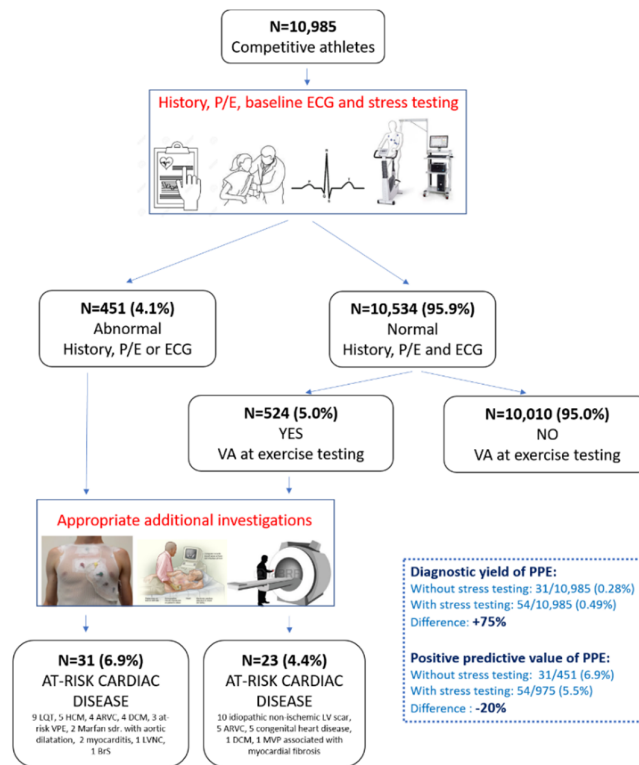 N=10,985
Competitive athletes
History, P/E, baseline ECG and stress testing
N=451 (4.1%)
Abnormal
History, P/E or ECG
N=10,534 (95.9%)
Normal
History, P/E and ECG
N=524 (5.0%)
YES
VA at exercise testing
N=10,010 (95.0%)
NO
VA at exercise testing
Appropriate additional investigations
N=31 (6.9%)
AT-RISK CARDIAC
DISEASE
9 LQT, 5 HCM, 4 ARVC, 4 DCM, 3 at-
risk VPE, 2 Marfan sdr. with aortic
dilatation, 2 myocarditis, 1 LVNC,
1 BrS
N=23 (4.4%)
AT-RISK CARDIAC
DISEASE
10 idiopathic non-ischemic LV scar,
5 ARVC, 5 congenital heart disease,
1 DCM, 1 MVP associated with
myocardial fibrosis
Diagnostic yield of PPE:
Without stress testing: 31/10,985 (0.28%)
With stress testing: 54/10,985 (0.49%)
Difference: +75%
Positive predictive value of PPE:
Without stress testing: 31/451 (6.9%)
With stress testing: 54/975 (5.5%)
Difference : -20%